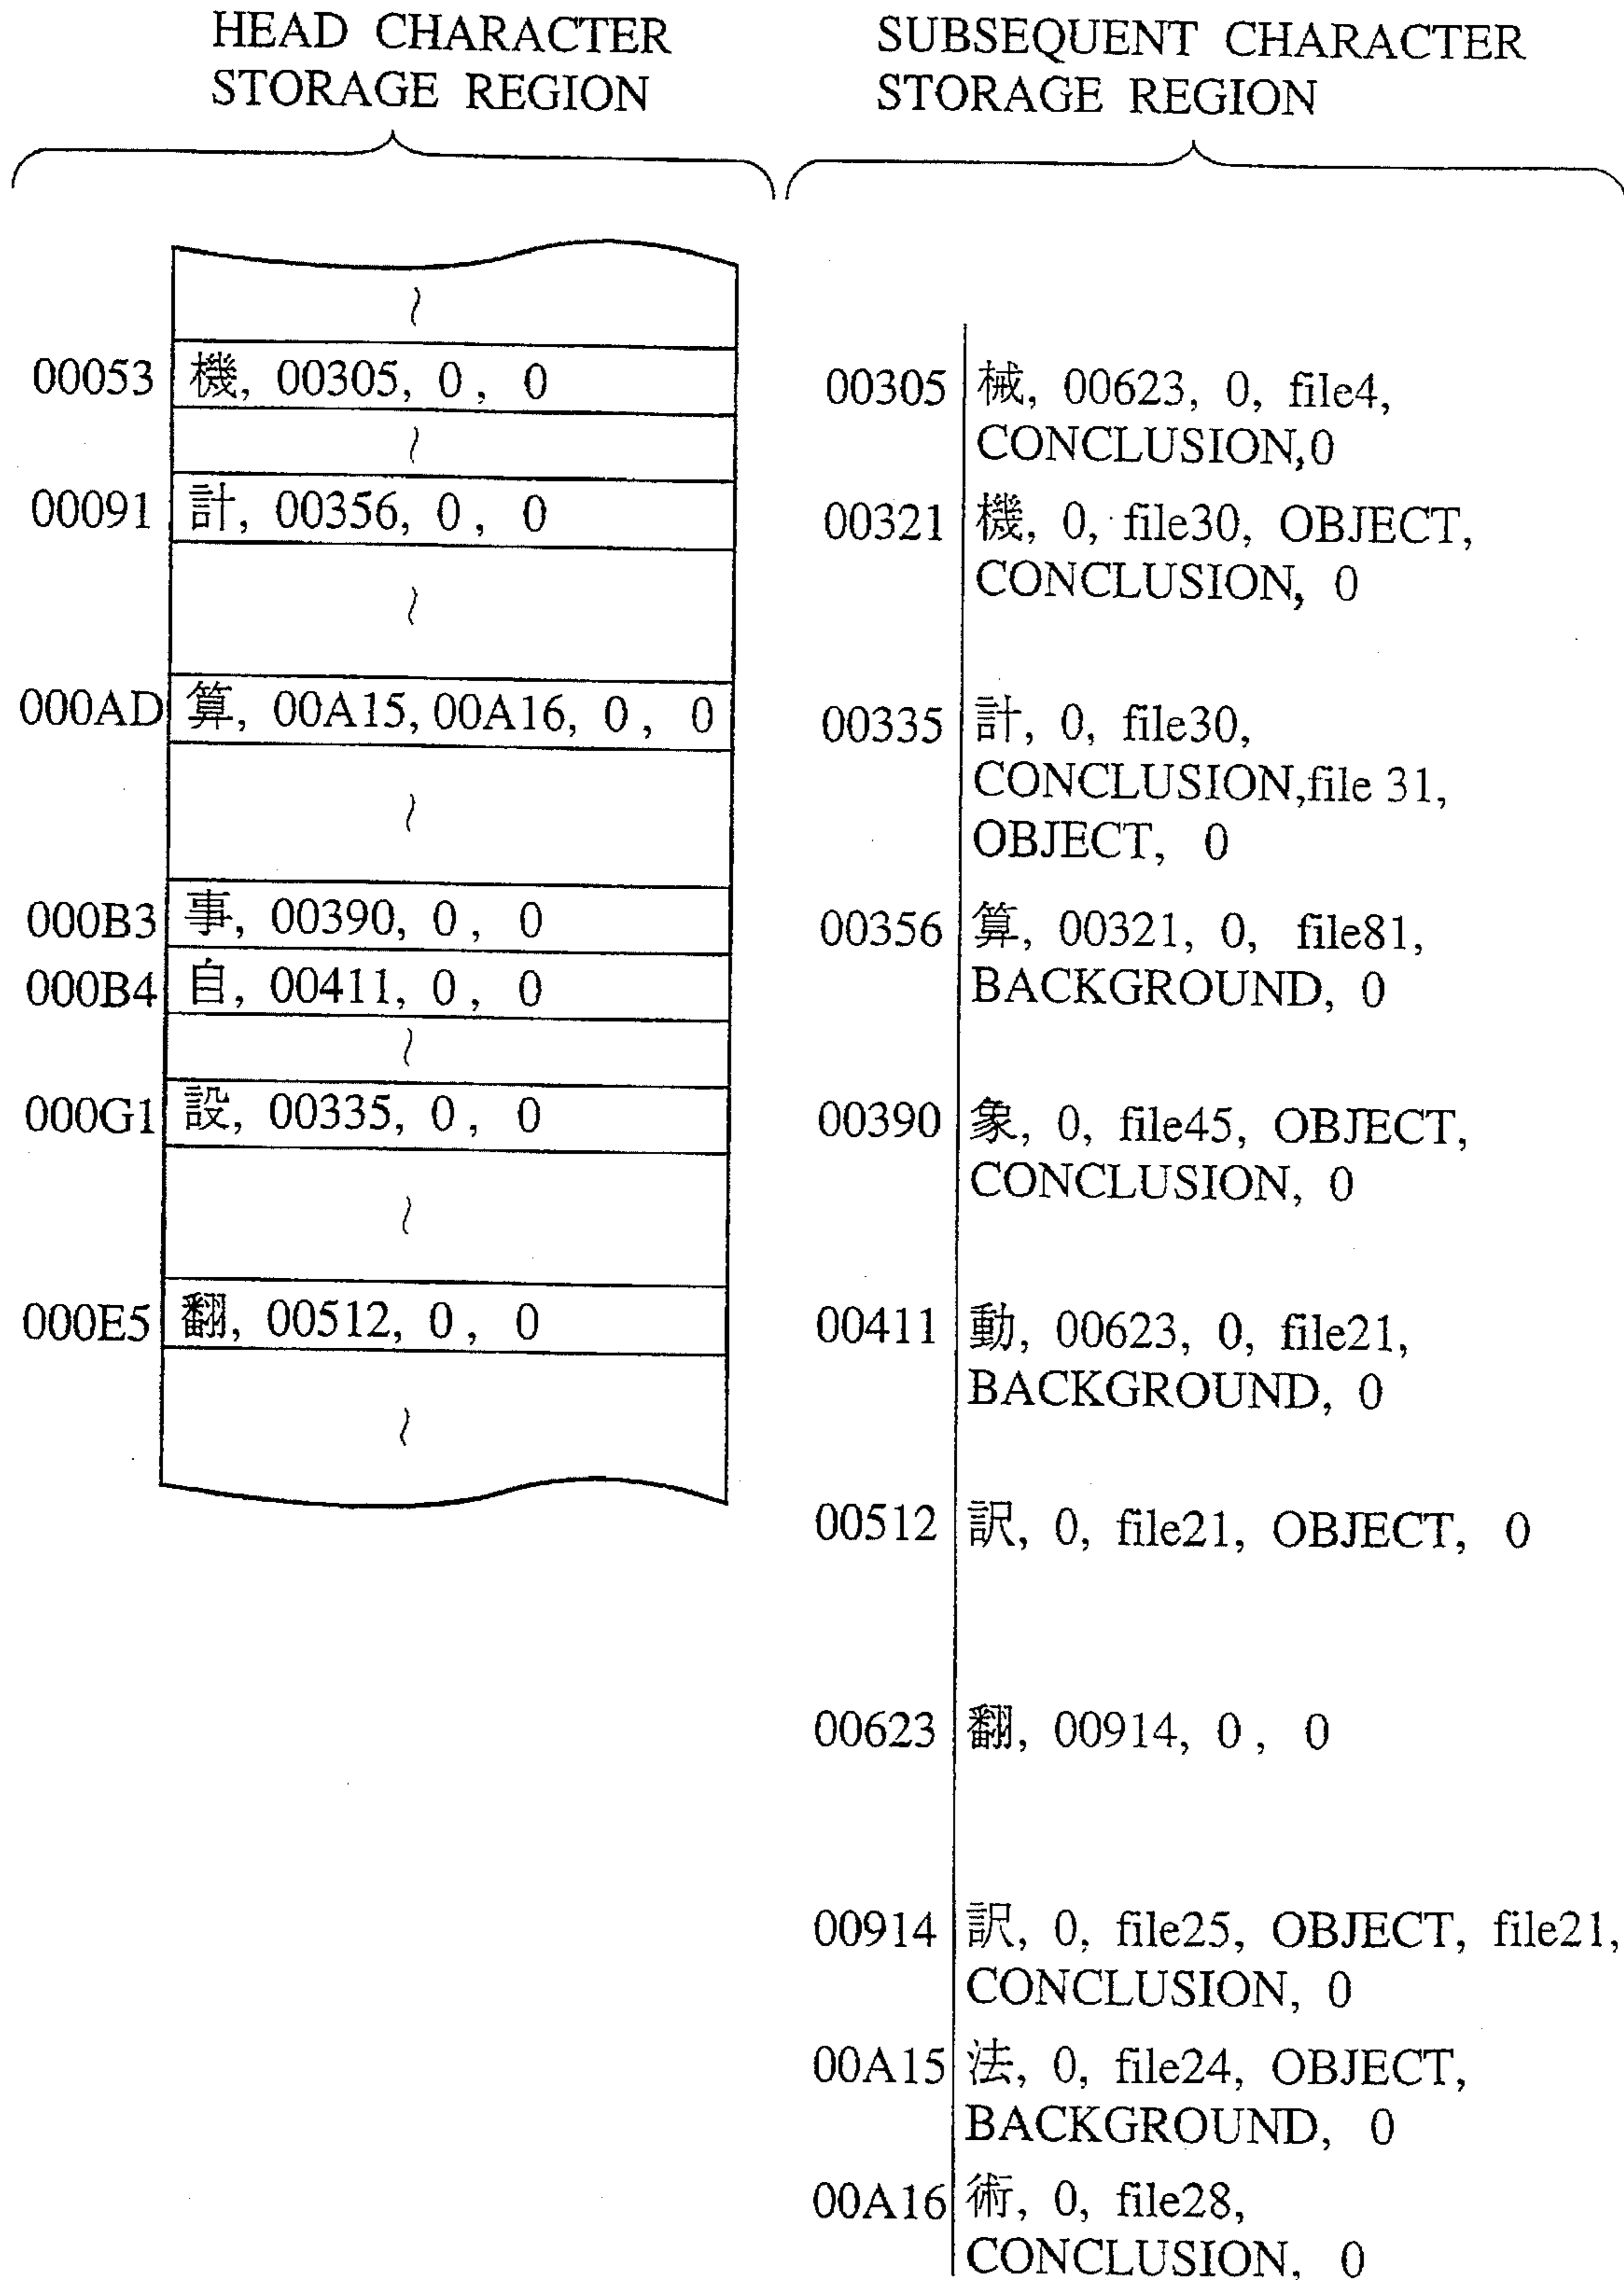 HEAD CHARACTER
STORAGE REGION
00053 機, 00305, 0, 0
00091 計, 00356, 0, 0
000AD 算, 00A15, 00A16, 0, 0
000B3 事, 00390, 0, 0
000B4 自, 00411, 0, 0
000G1 設, 00335, 0, 0
000E5 翻, 00512, 0, 0
SUBSEQUENT CHARACTER
STORAGE REGION
00305 械, 00623, 0, file4,
CONCLUSION,0
00321 機, 0, file30, OBJECT,
CONCLUSION, 0
00335 計, 0, file30,
CONCLUSION,file 31,
OBJECT, 0
00356 算, 00321, 0, file81,
BACKGROUND, 0
00390 象, 0, file45, OBJECT,
CONCLUSION, 0
00411 動, 00623, 0, file21,
BACKGROUND, 0
00512 訳, 0, file21, OBJECT, 0
00623 翻, 00914, 0, 0
00914 訳, 0, file25, OBJECT, file21,
CONCLUSION, 0
00A15 法, 0, file24, OBJECT,
BACKGROUND, 0
00A16 術, 0, file28,
CONCLUSION, 0